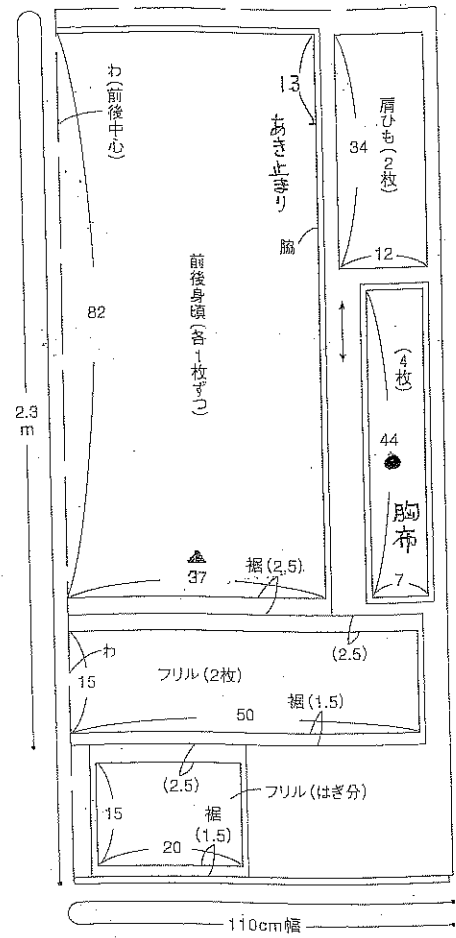 わ(前後中心)
82
前後身頃(各1枚ずつ)
13
あき止まり
脇
肩ひも(2枚)
34
12
(4枚)
44
●
胸布
7
▲
37
裾(2.5)
2.3
m
わ
15
フリル(2枚)
(2.5)
裾(1.5)
50
(2.5)
15
フリル(はぎ分)
裾
(1.5)
20
110cm幅